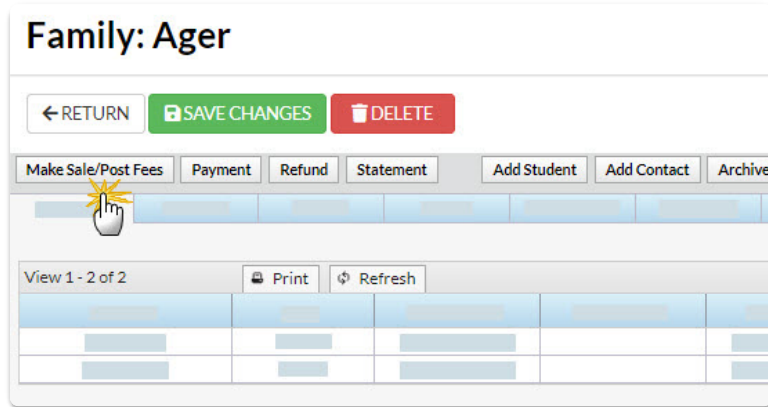 Family: Ager
RETURN SAVE CHANGES DELETE
Make Sale/Post Fees Payment Refund Statement Add Student Add Contact Archive
View 1 - 2 of 2 Print Refresh